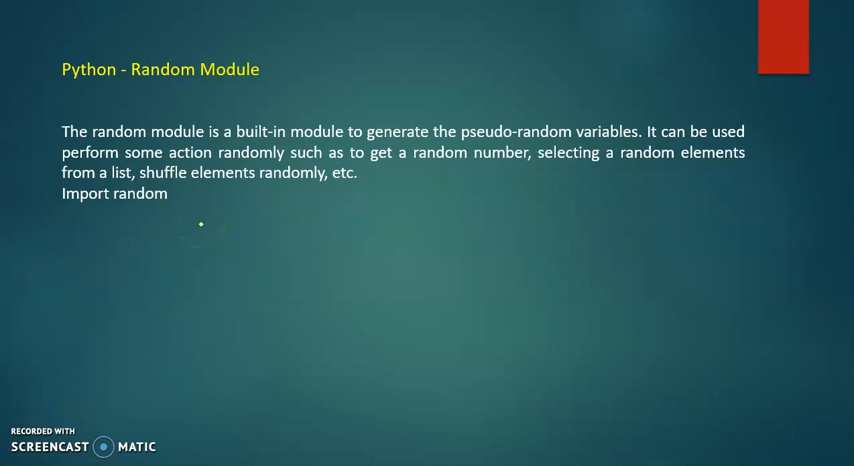 Python - Random Module
The random module is a built-in module to generate the pseudo-random variables. It can be used
perform some action randomly such as to get a random number, selecting a random elements
from a list, shuffle elements randomly, etc.
Import random
RECORDED WITH
SCREENCAST MATIC